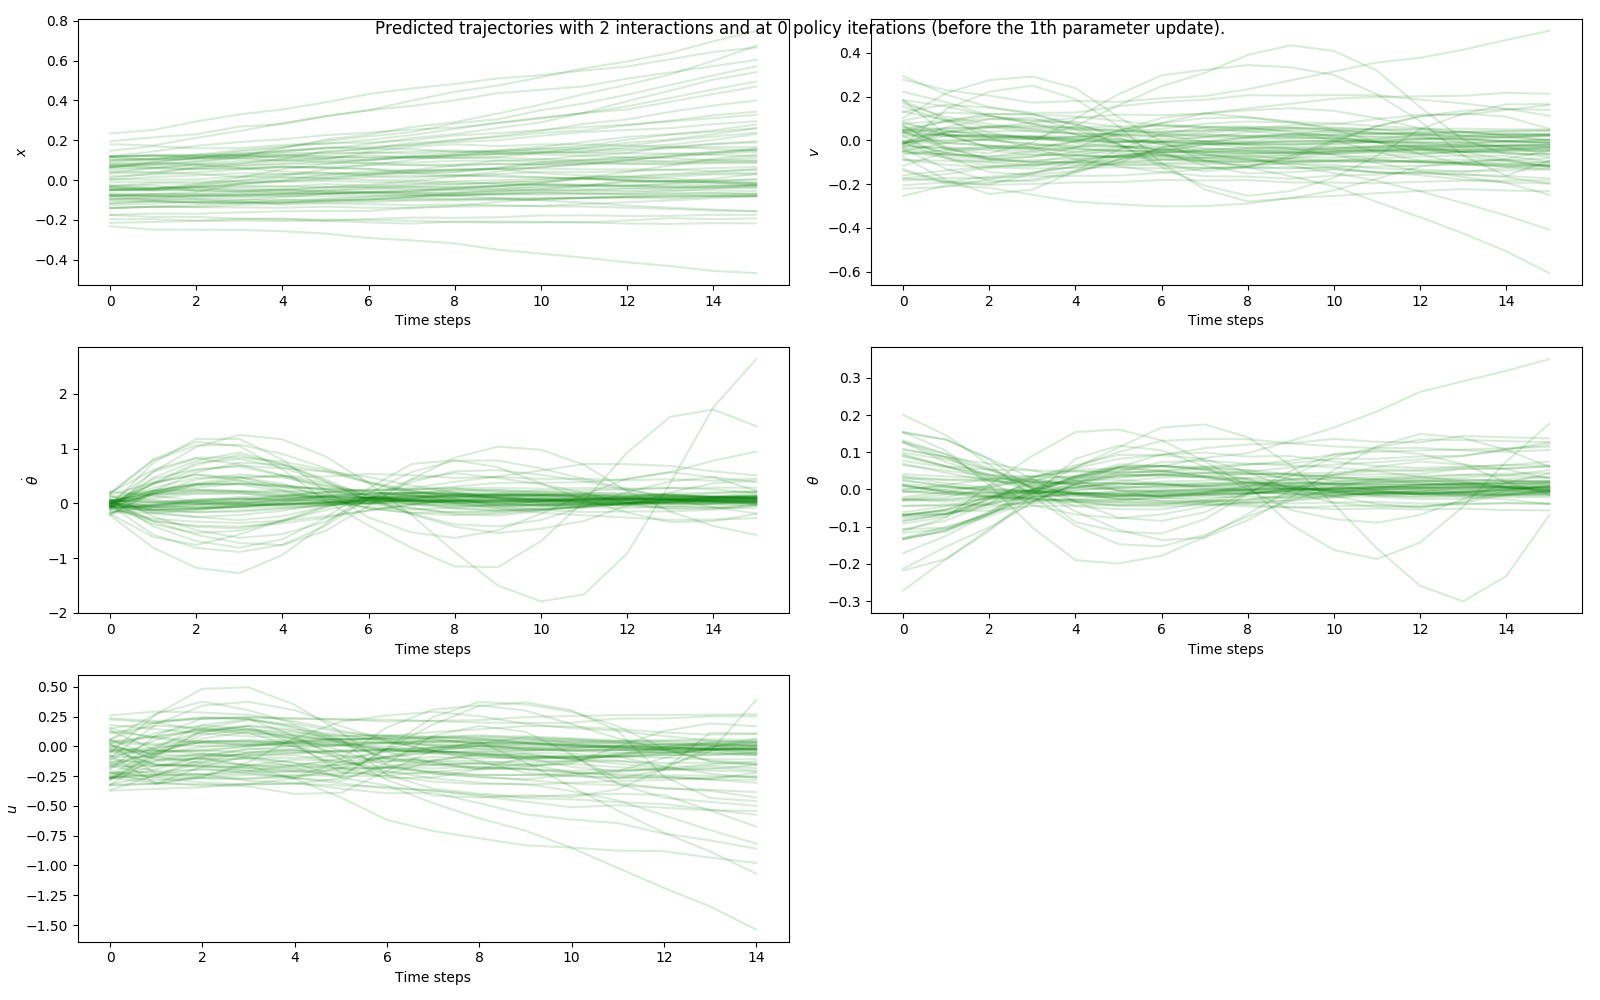 Predicted trajectories with 2 interactions and at 0 policy iterations (before the 1th parameter update).
0.8
0.6
0.4
0.2
0.0
−0.2
−0.4
x
0 2 4 6 8 10 12 14
Time steps
0.4
0.2
0.0
−0.2
−0.4
−0.6
v
0 2 4 6 8 10 12 14
Time steps
2
1
0
−1
−2
θ̇
0 2 4 6 8 10 12 14
Time steps
0.3
0.2
0.1
0.0
−0.1
−0.2
−0.3
θ
0 2 4 6 8 10 12 14
Time steps
0.50
0.25
0.00
−0.25
−0.50
−0.75
−1.00
−1.25
−1.50
u
0 2 4 6 8 10 12 14
Time steps